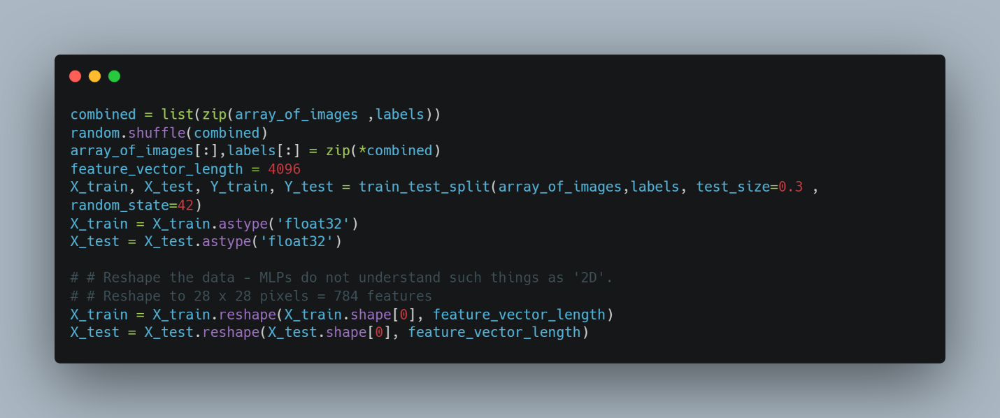 combined = list(zip(array_of_images ,labels))
random.shuffle(combined)
array_of_images[:],labels[:] = zip(*combined)
feature_vector_length = 4096
X_train, X_test, Y_train, Y_test = train_test_split(array_of_images,labels, test_size=0.3 ,
random_state=42)
X_train = X_train.astype('float32')
X_test = X_test.astype('float32')

# # Reshape the data - MLPs do not understand such things as '2D'.
# # Reshape to 28 x 28 pixels = 784 features
X_train = X_train.reshape(X_train.shape[0], feature_vector_length)
X_test = X_test.reshape(X_test.shape[0], feature_vector_length)